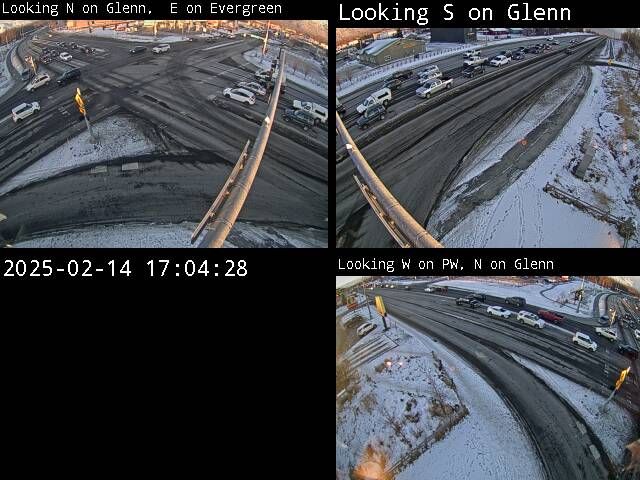 Looking N on Glenn,  E on Evergreen
Looking S on Glenn
2025-02-14 17:04:28
Looking W on PW, N on Glenn